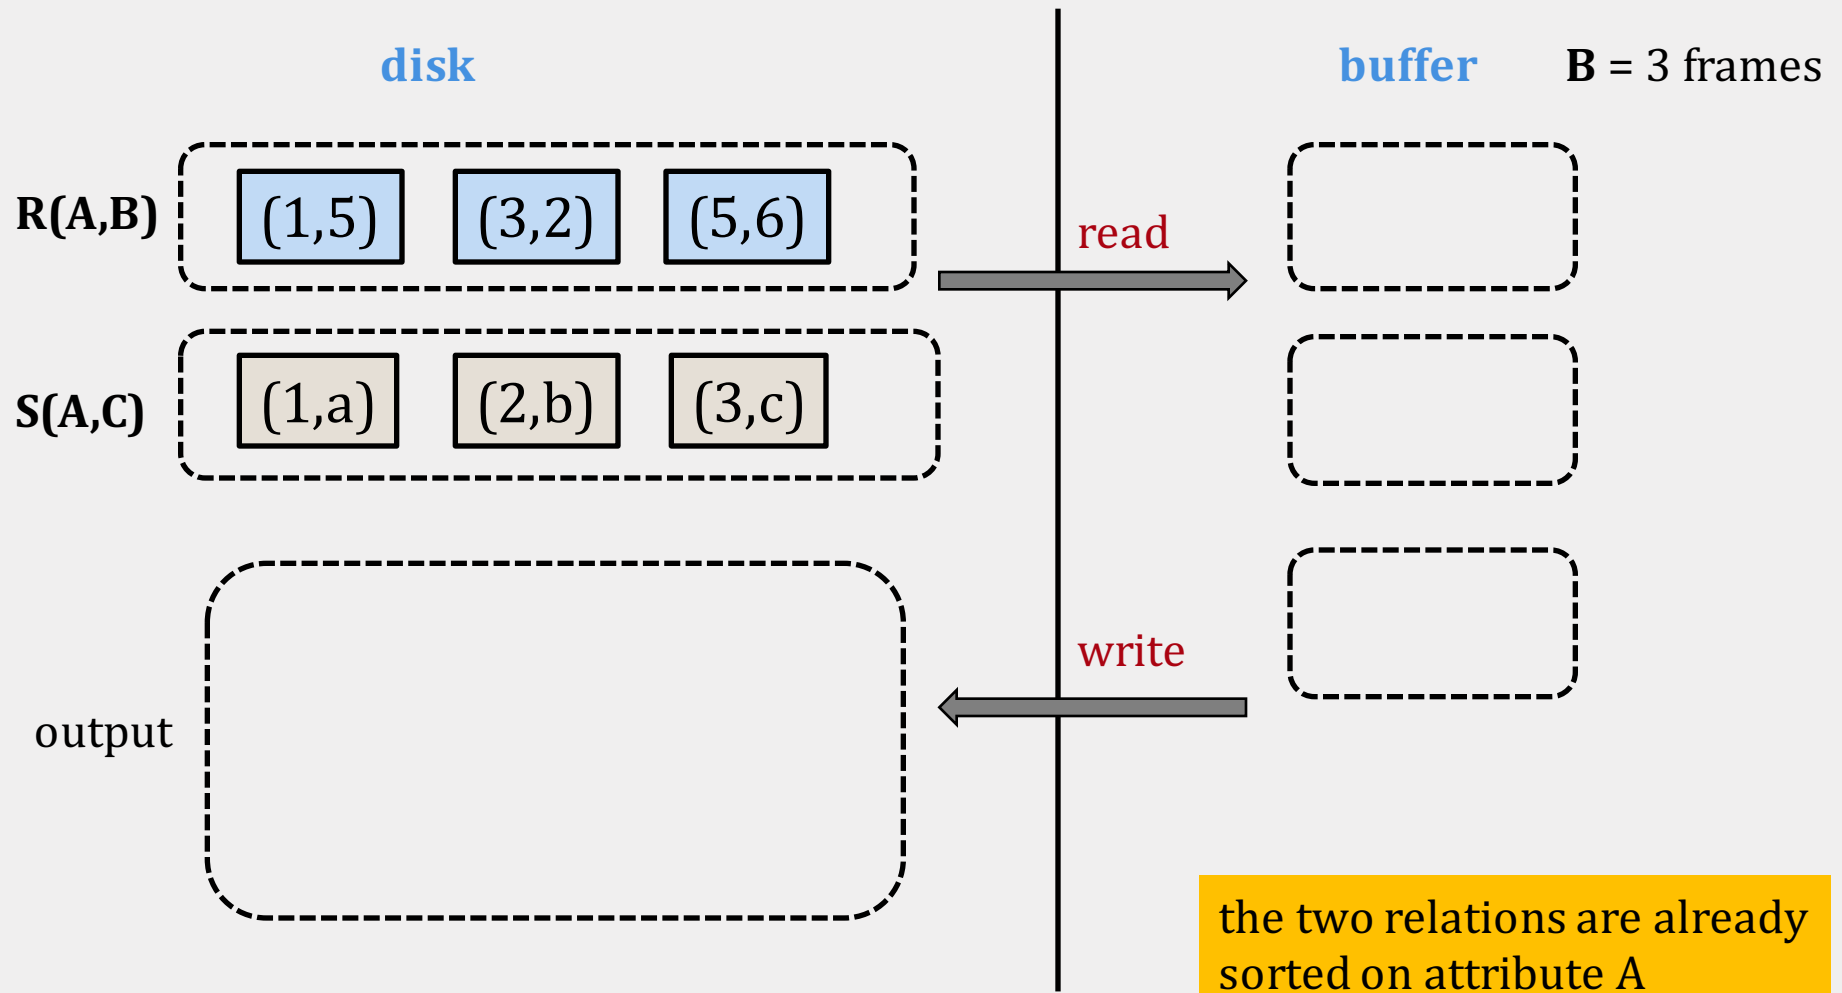 disk
buffer
B = 3 frames
R(A,B)
(1,5)
(3,2)
(5,6)
read
S(A,C)
(1,a)
(2,b)
(3,c)
write
output
the two relations are already
sorted on attribute A